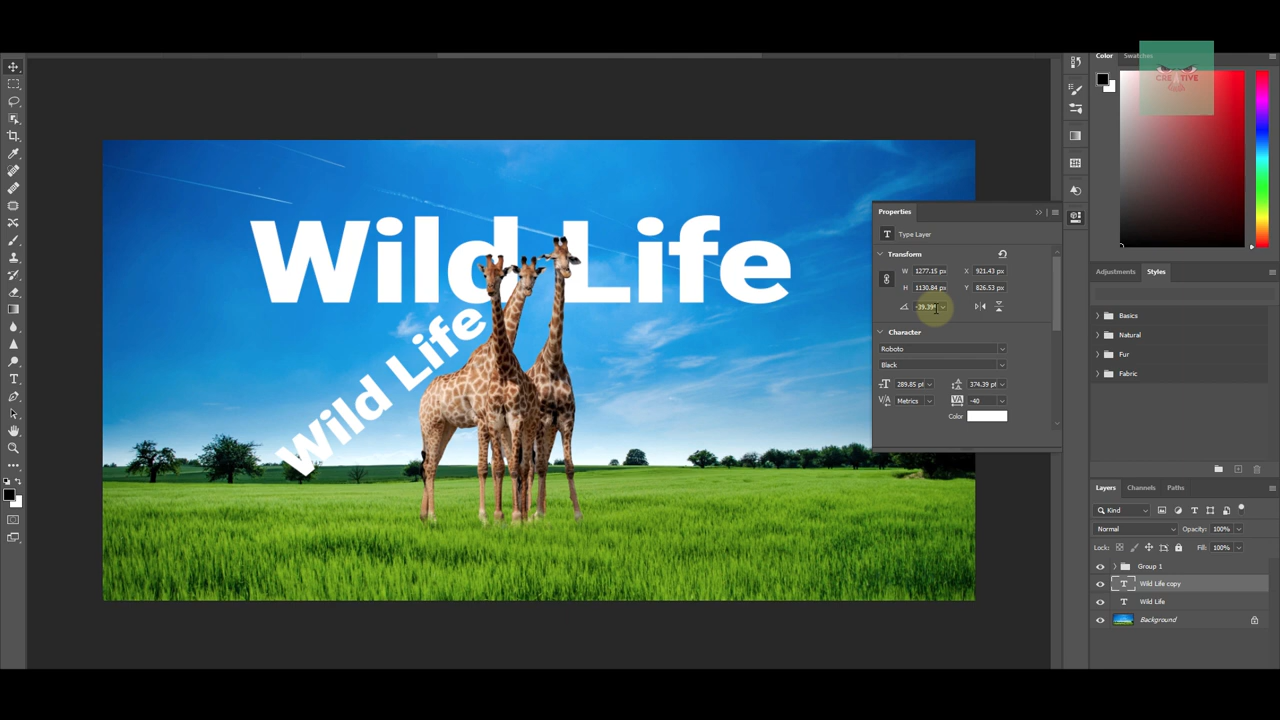 Color
Swatches
CREATIVE
Wild Life
Wild Life
Properties
T Type Layer
Transform
W 1277.15 px X 921.43 px
H 1130.84 px Y 826.53 px
-39.39°
Character
Roboto
Black
289.85 pt 374.39 pt
Metrics -40
Color
Adjustments Styles
Basics
Natural
Fur
Fabric
Layers Channels Paths
Kind
Normal Opacity: 100%
Lock: Fill: 100%
Group 1
T Wild Life copy
T Wild Life
Background